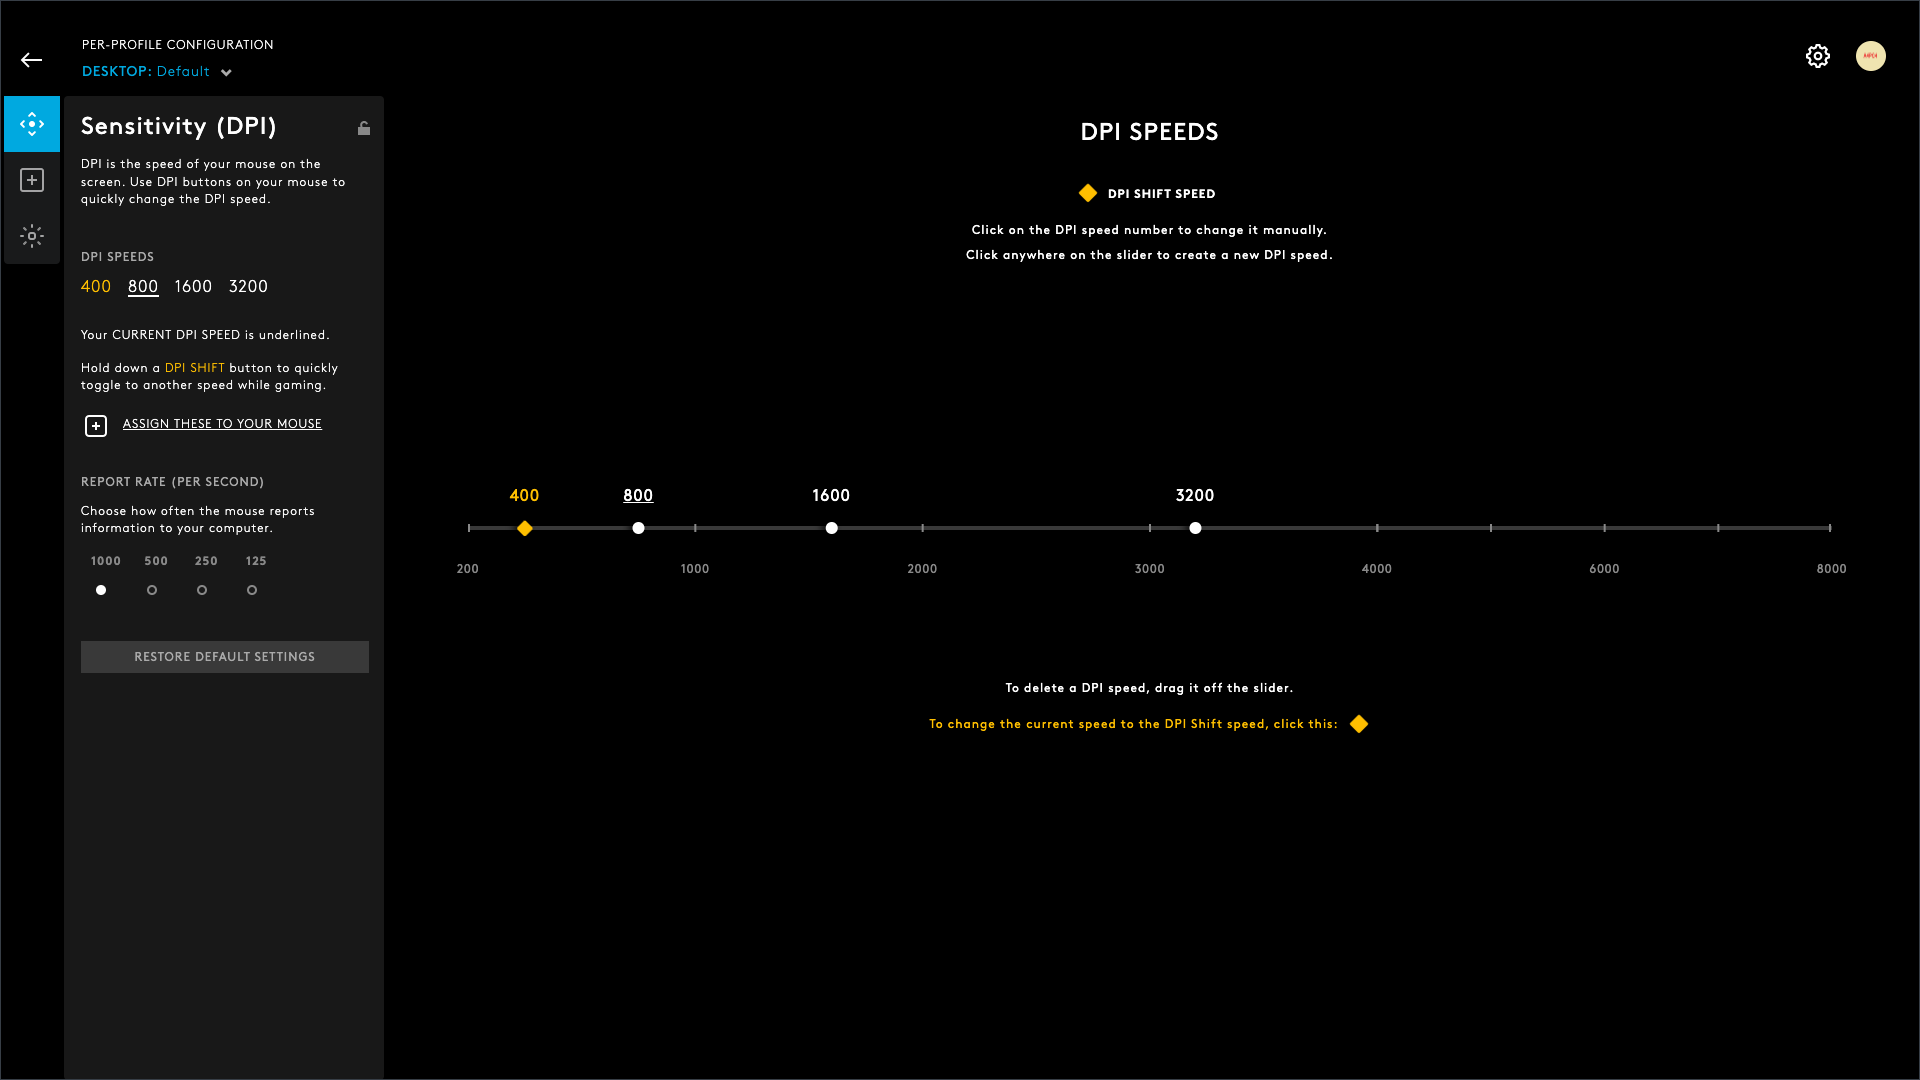 PER-PROFILE CONFIGURATION
DESKTOP: Default
Sensitivity (DPI)
DPI is the speed of your mouse on the
screen. Use DPI buttons on your mouse to
quickly change the DPI speed.
DPI SPEEDS
400 800 1600 3200
Your CURRENT DPI SPEED is underlined.
Hold down a DPI SHIFT button to quickly
toggle to another speed while gaming.
ASSIGN THESE TO YOUR MOUSE
REPORT RATE (PER SECOND)
Choose how often the mouse reports
information to your computer.
1000 500 250 125
RESTORE DEFAULT SETTINGS
DPI SPEEDS
DPI SHIFT SPEED
Click on the DPI speed number to change it manually.
Click anywhere on the slider to create a new DPI speed.
400 800 1600 3200
200 1000 2000 3000 4000 6000 8000
To delete a DPI speed, drag it off the slider.
To change the current speed to the DPI Shift speed, click this: